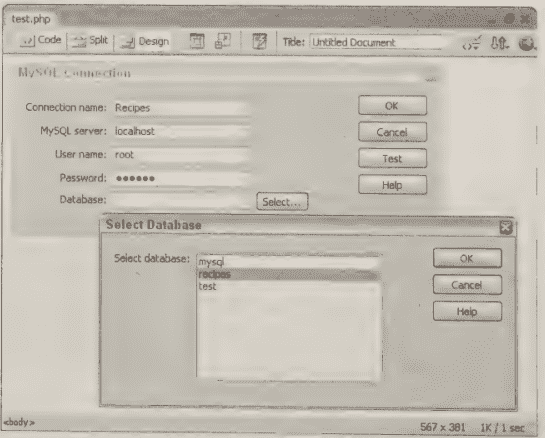 test.php
Code Split Design Title: Untitled Document
MySQL Connection
Connection name: Recipes OK
MySQL server: localhost Cancel
User name: root Test
Password: •••••• Help
Database: Select...
Select Database
Select database: mysql OK
recipes Cancel
test Help
<body> 567 x 381 1K / 1 sec